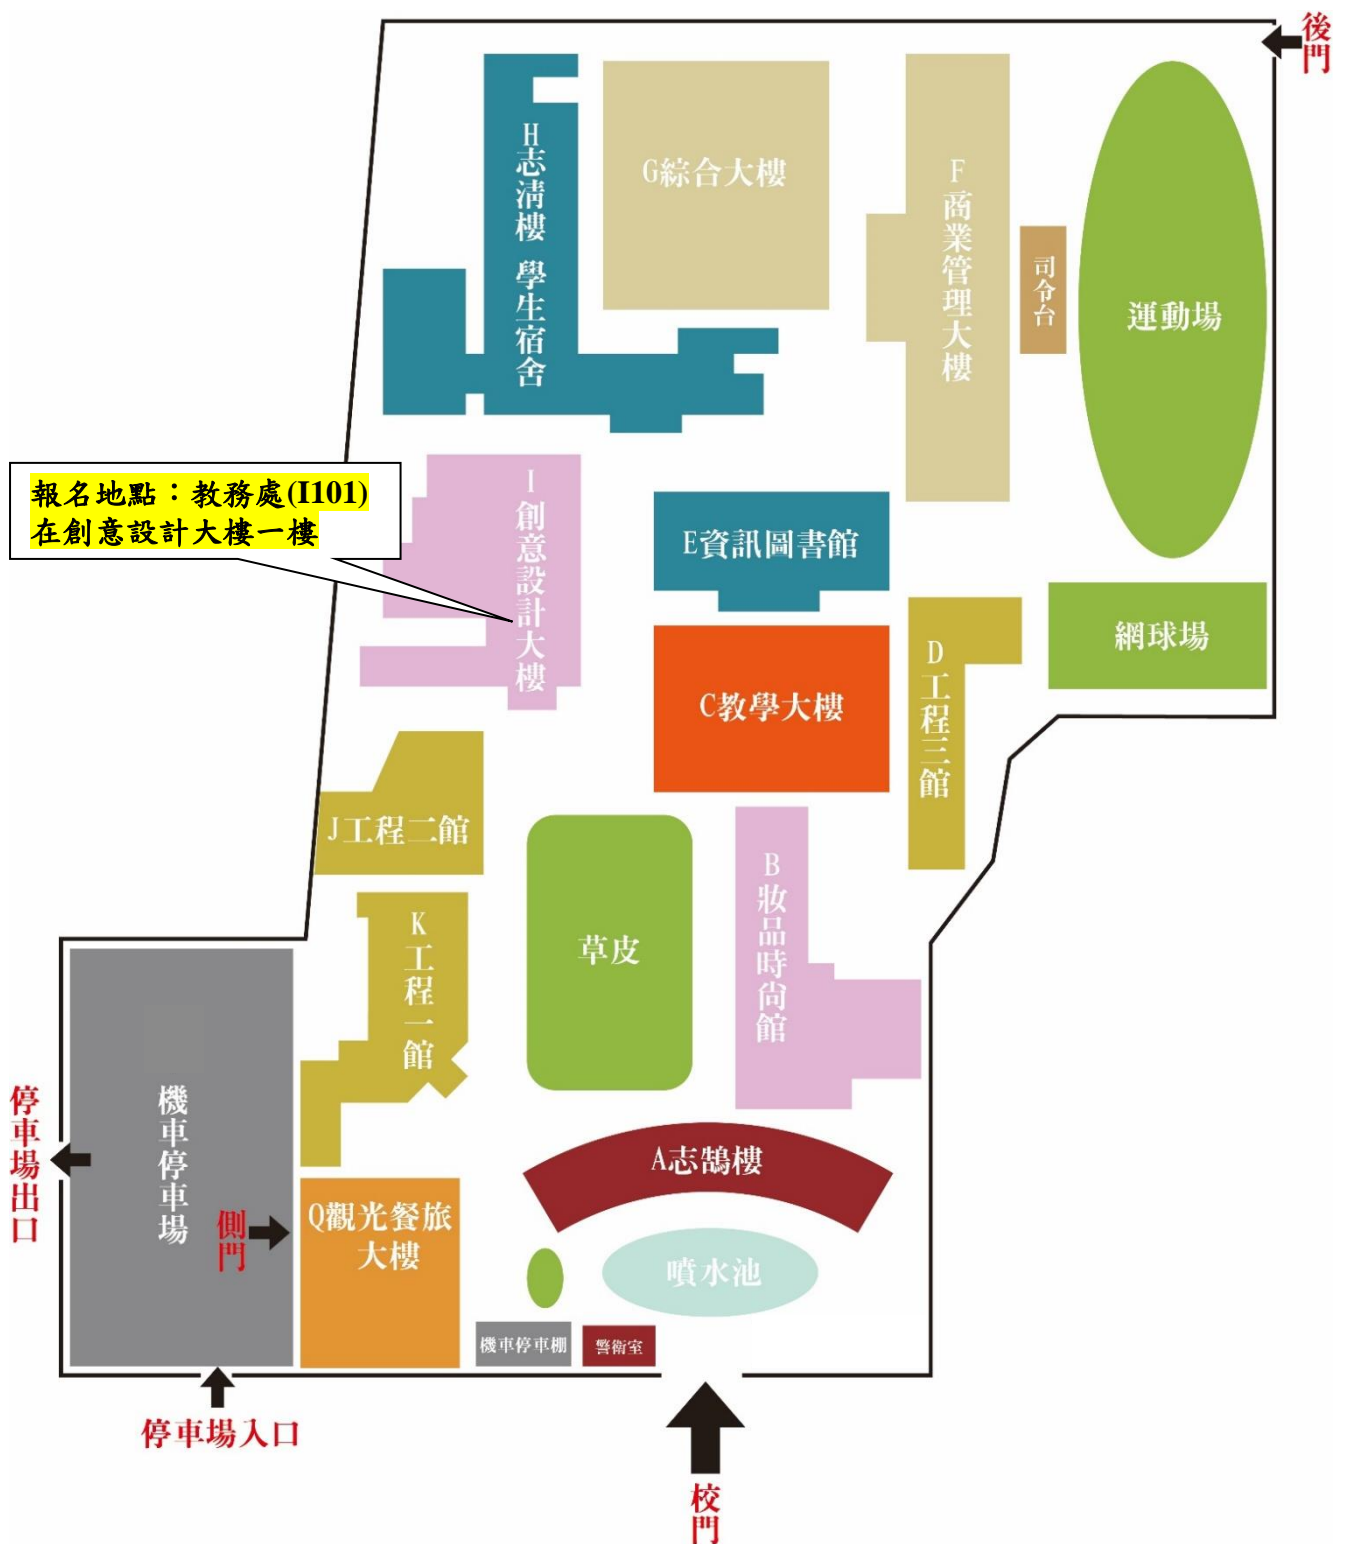 後門
H志清樓 學生宿舍
G綜合大樓
F商業管理大樓
司令台
運動場
報名地點：教務處(I101)
在創意設計大樓一樓
I創意設計大樓
E資訊圖書館
網球場
D工程三館
C教學大樓
J工程二館
B妝品時尚館
K工程一館
草皮
機車停車場
停車場出口
側門
A志鵠樓
Q觀光餐旅
大樓
噴水池
機車停車棚
警衛室
停車場入口
校門